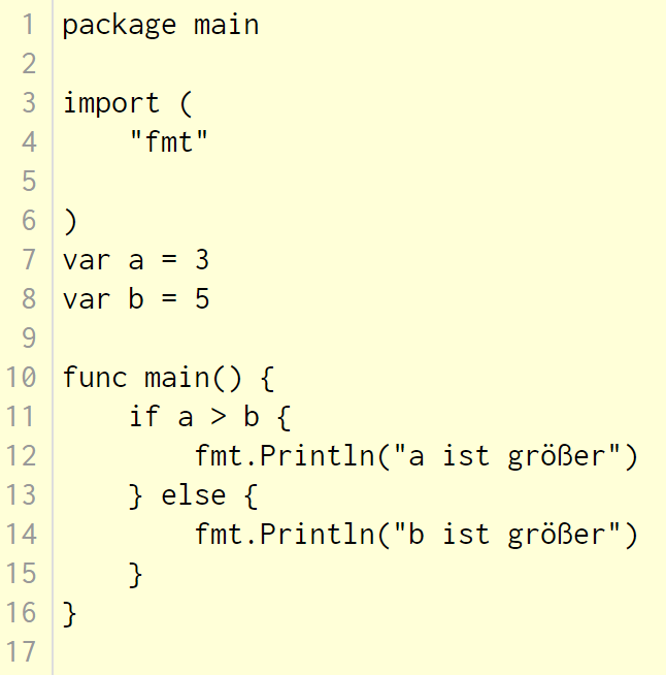 1 package main
2
3 import (
4     "fmt"
5
6 )
7 var a = 3
8 var b = 5
9
10 func main() {
11     if a > b {
12         fmt.Println("a ist größer")
13     } else {
14         fmt.Println("b ist größer")
15     }
16 }
17